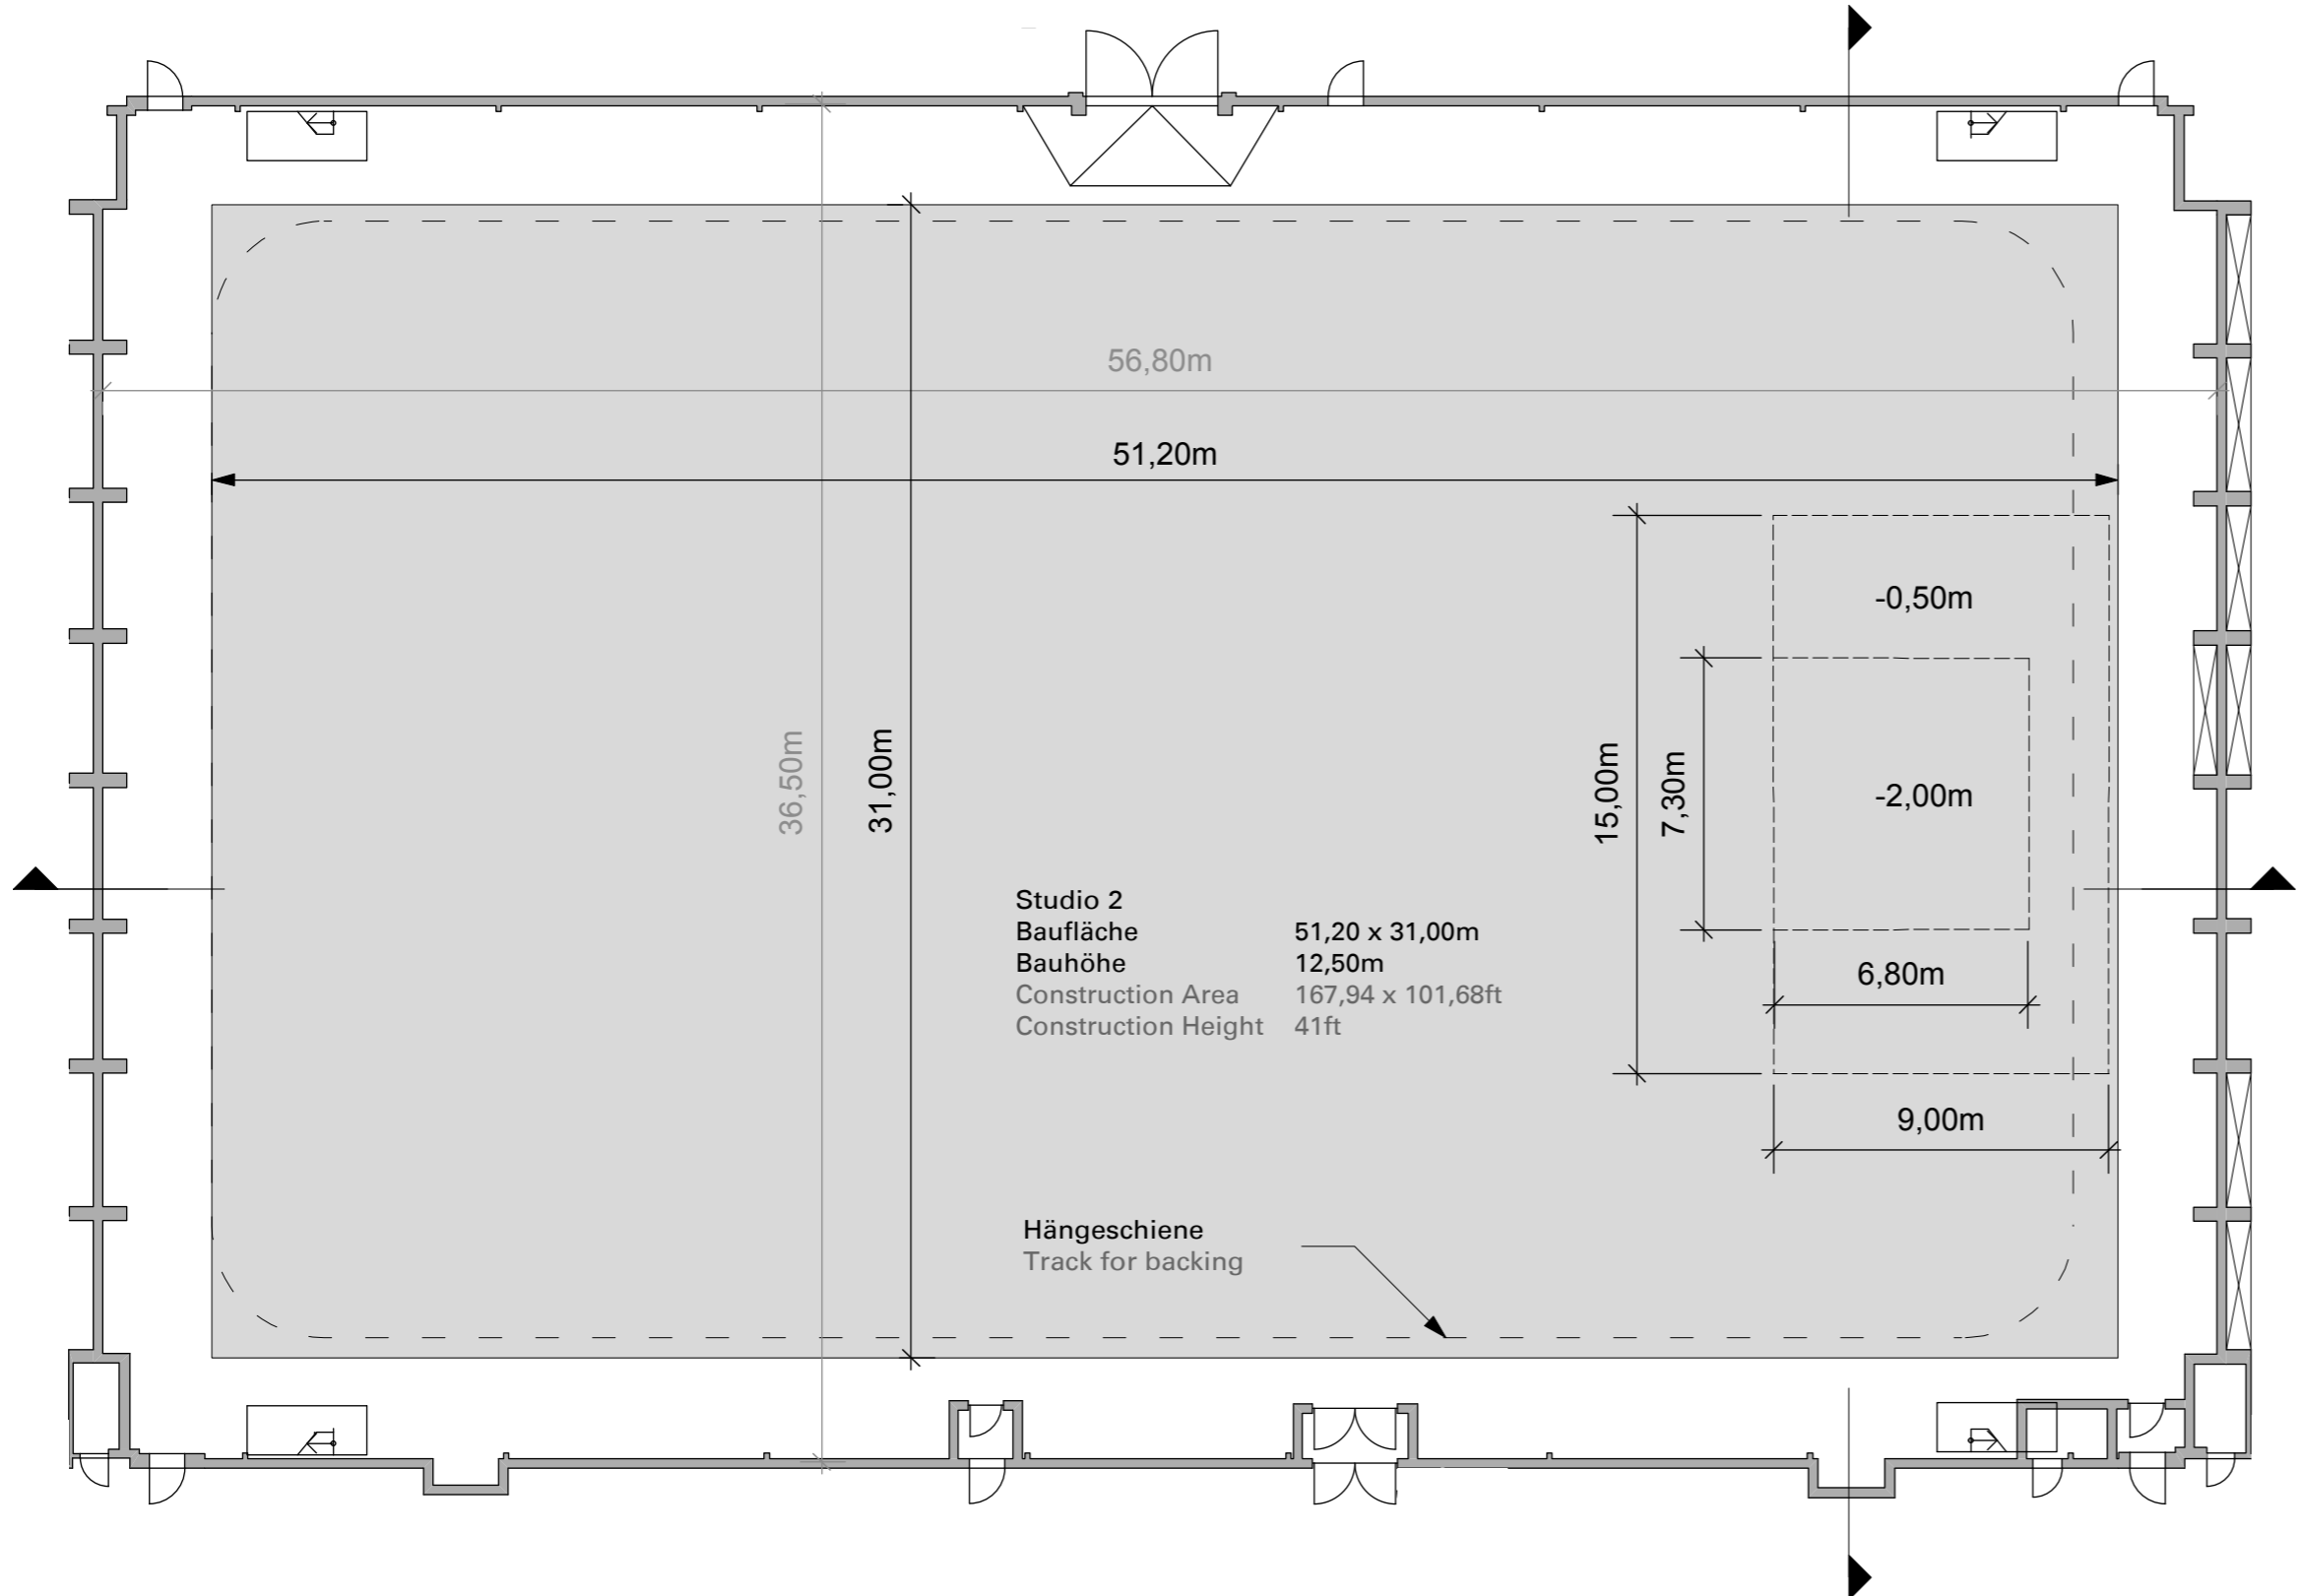 56,80m
51,20m
-0,50m
36,50m
31,00m
15,00m
7,30m
-2,00m
Studio 2
Baufläche 51,20 x 31,00m
Bauhöhe 12,50m
Construction Area 167,94 x 101,68ft
Construction Height 41ft
6,80m
9,00m
Hängeschiene
Track for backing